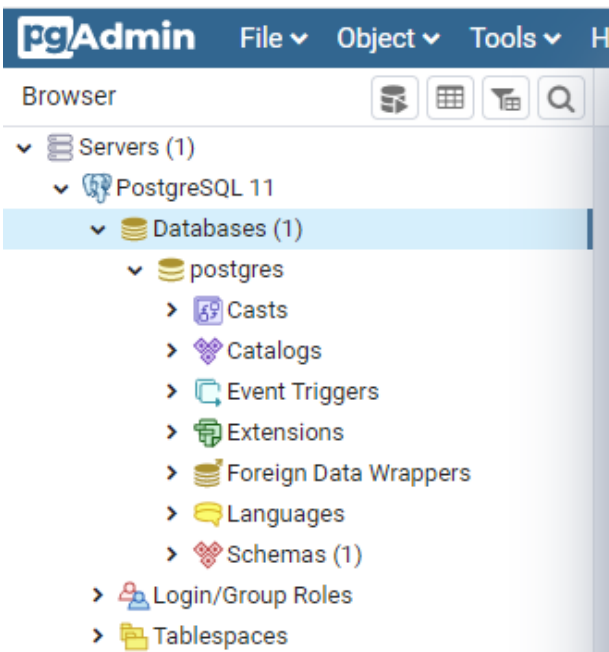 pgAdmin File Object Tools H
Browser
Servers (1)
PostgreSQL 11
Databases (1)
postgres
Casts
Catalogs
Event Triggers
Extensions
Foreign Data Wrappers
Languages
Schemas (1)
Login/Group Roles
Tablespaces